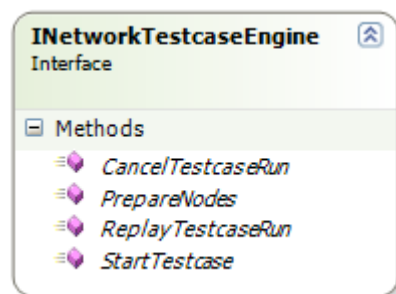 INetworkTestcaseEngine
Interface
Methods
CancelTestcaseRun
PrepareNodes
ReplayTestcaseRun
StartTestcase